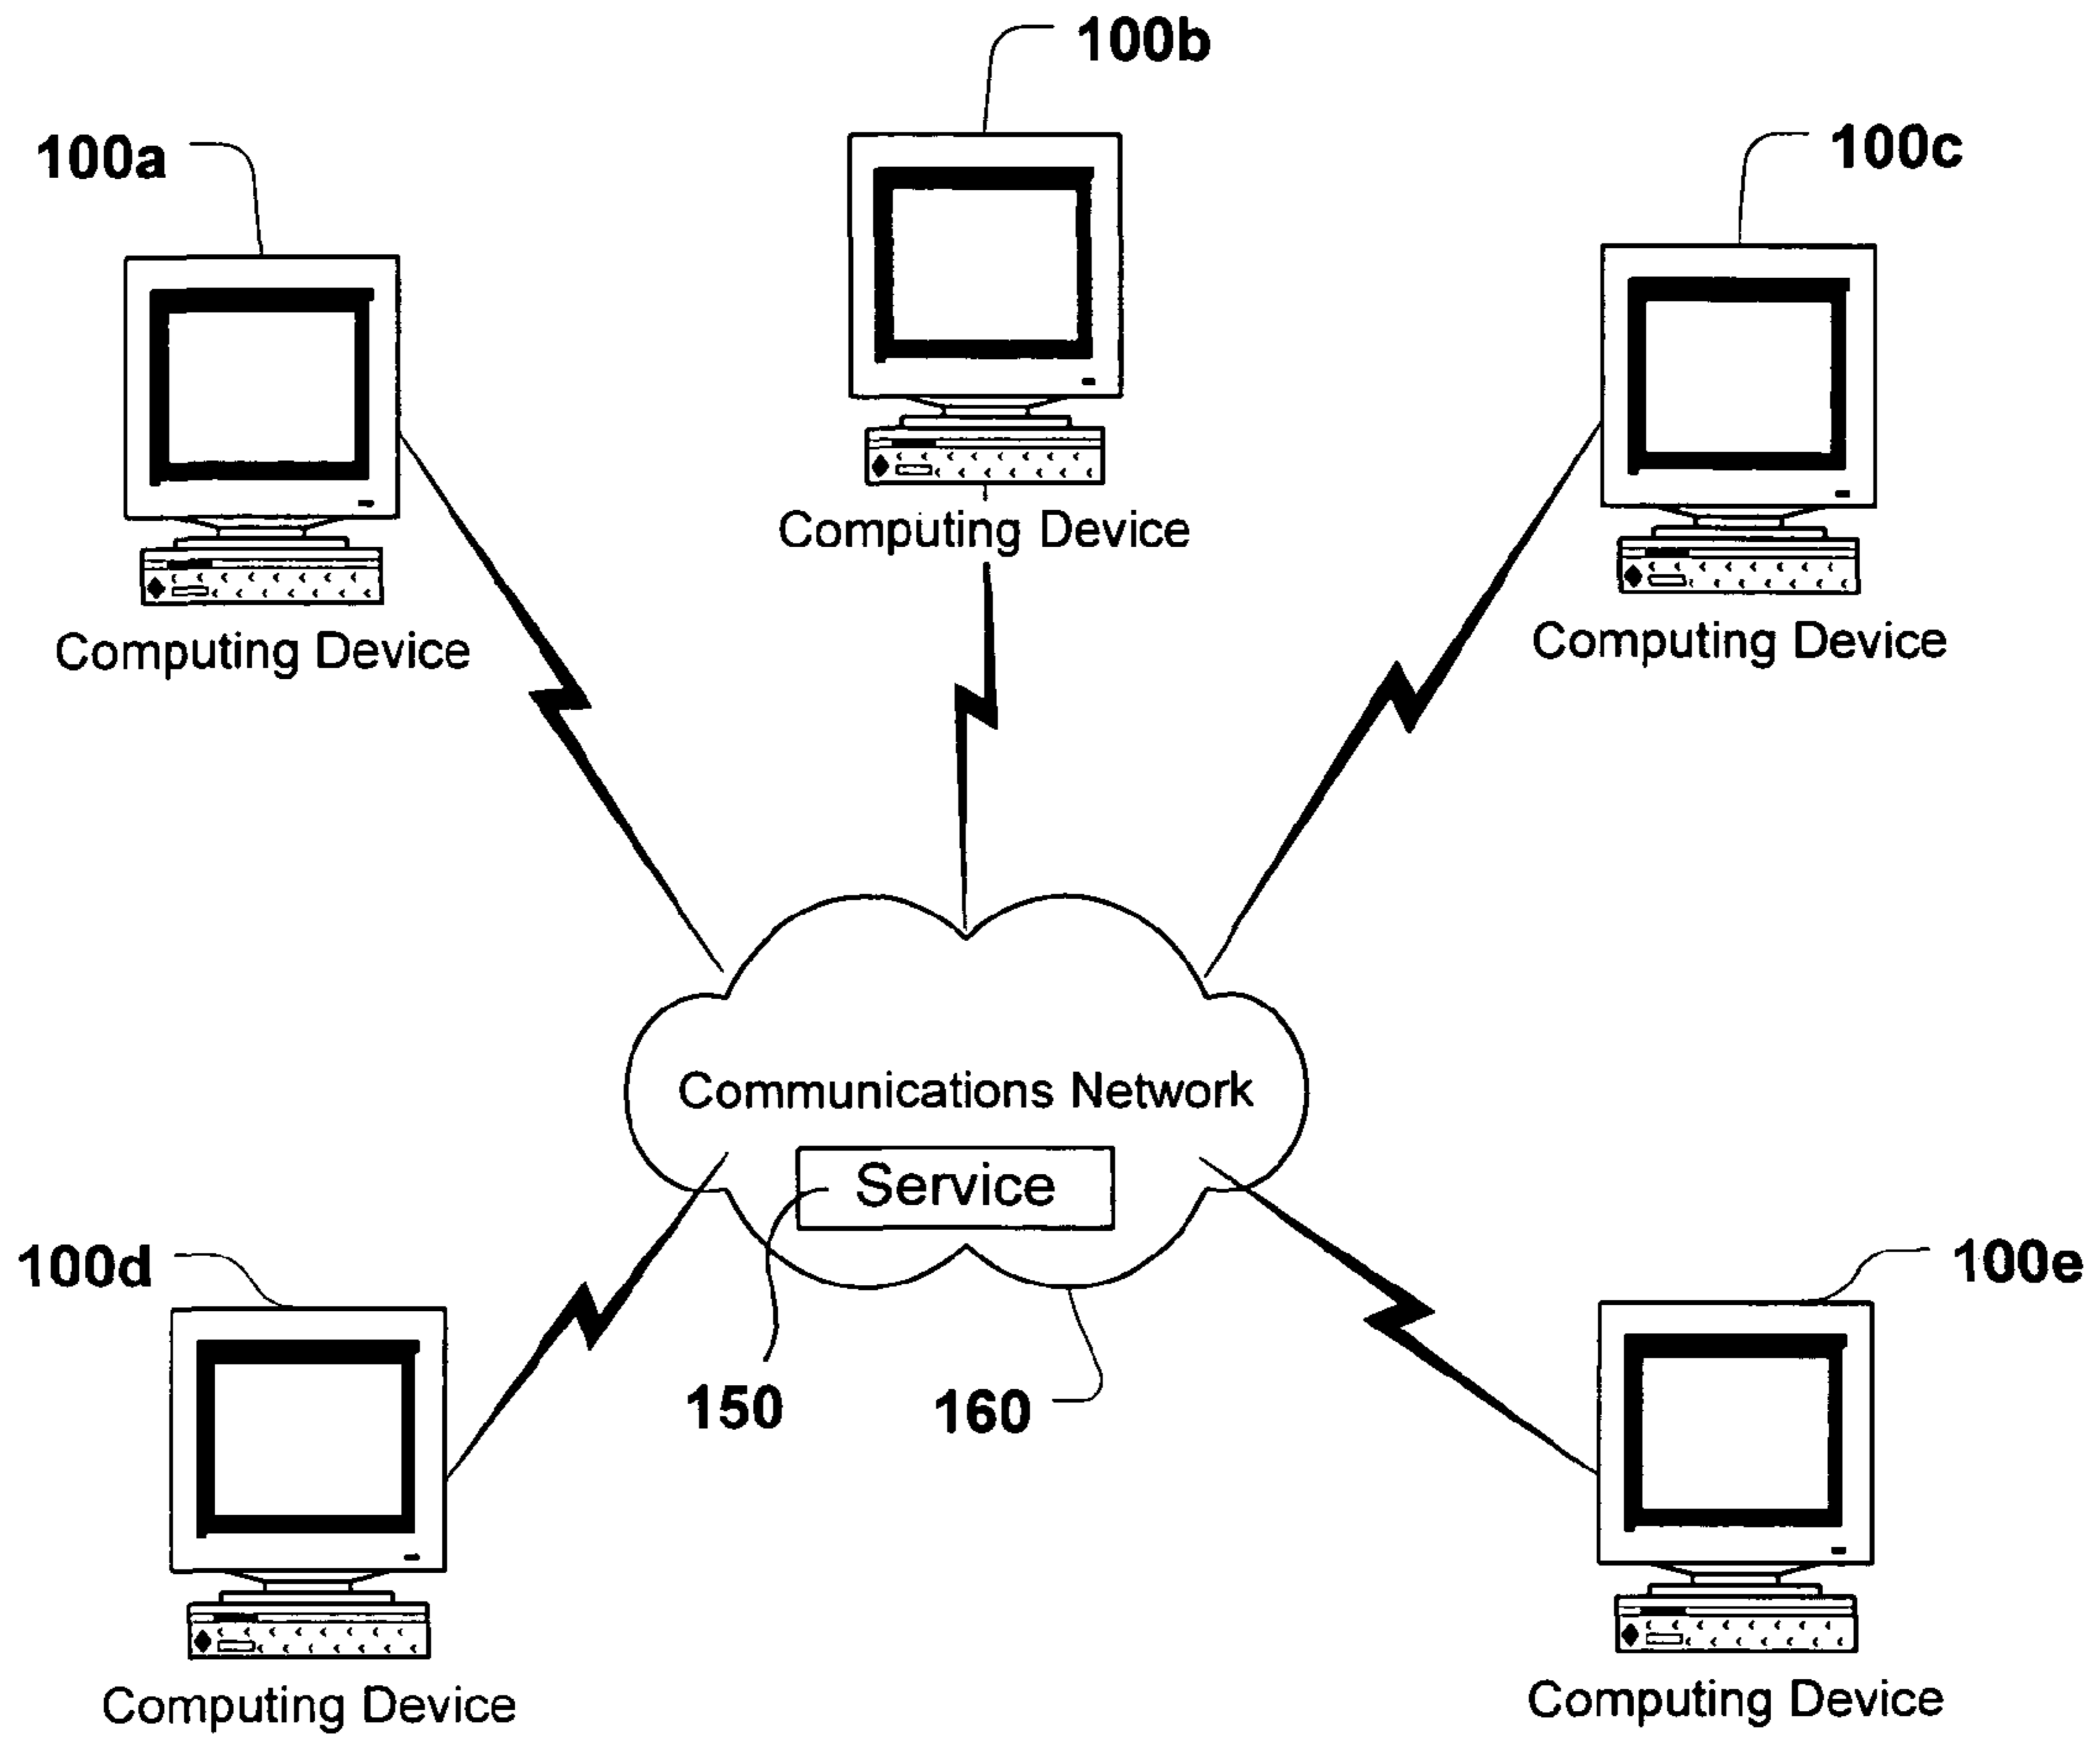 100b
100a
100c
Computing Device
Computing Device
Computing Device
Communications Network
Service
100d
100e
150
160
Computing Device
Computing Device